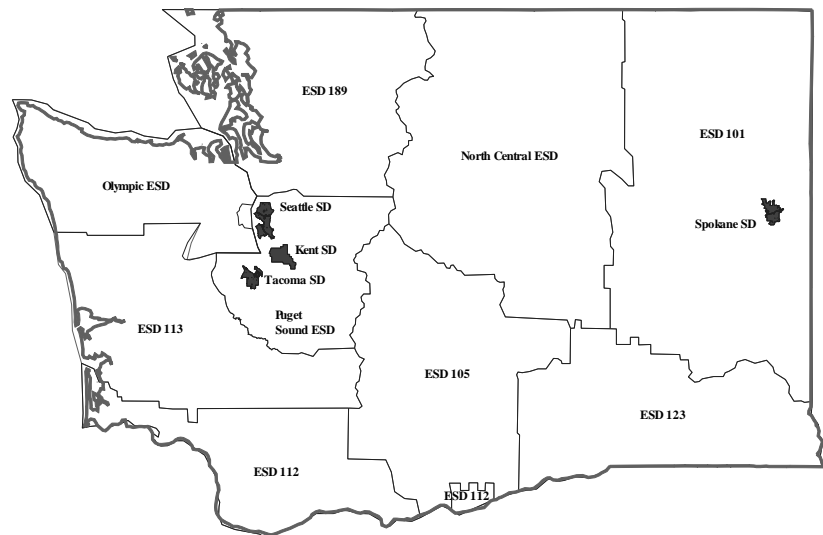 ESD 189
ESD 101
North Central ESD
Olympic ESD
Seattle SD
Spokane SD
Kent SD
Tacoma SD
Puget
Sound ESD
ESD 113
ESD 105
ESD 123
ESD 112
ESD 112